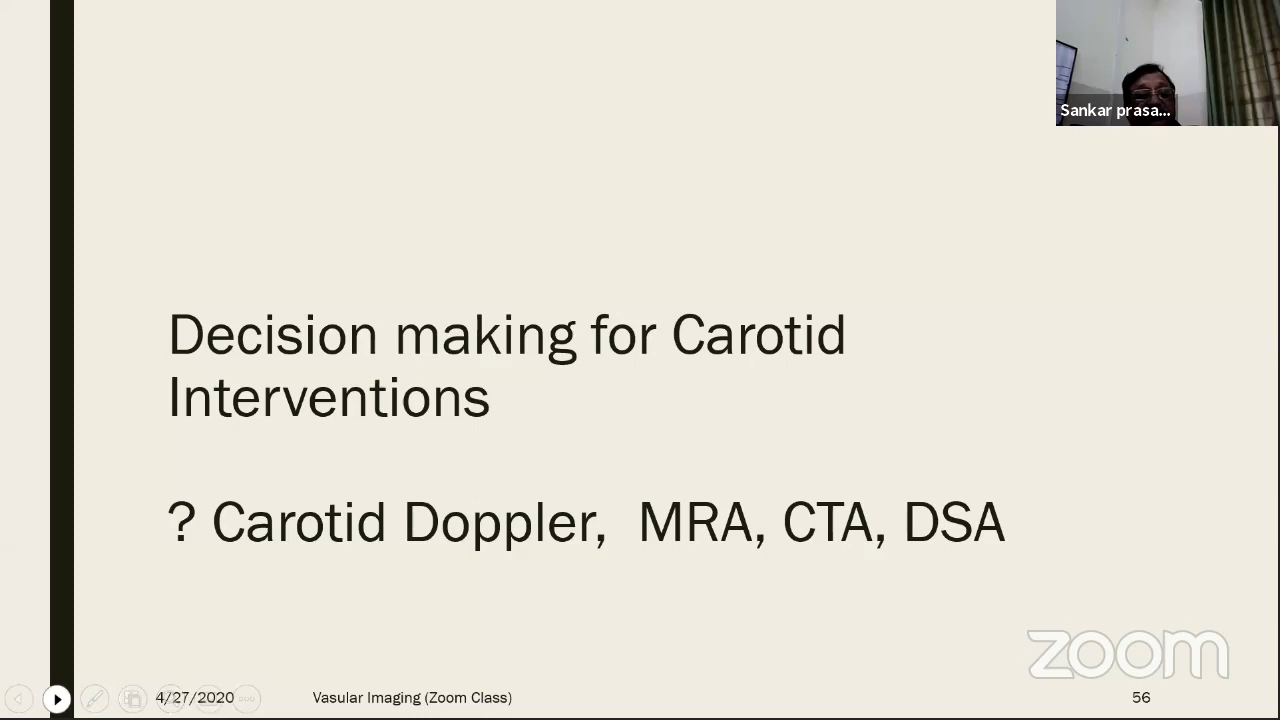 Sankar prasa...
Decision making for Carotid
Interventions
? Carotid Doppler, MRA, CTA, DSA
zoom
4/27/2020 Vasular Imaging (Zoom Class) 56